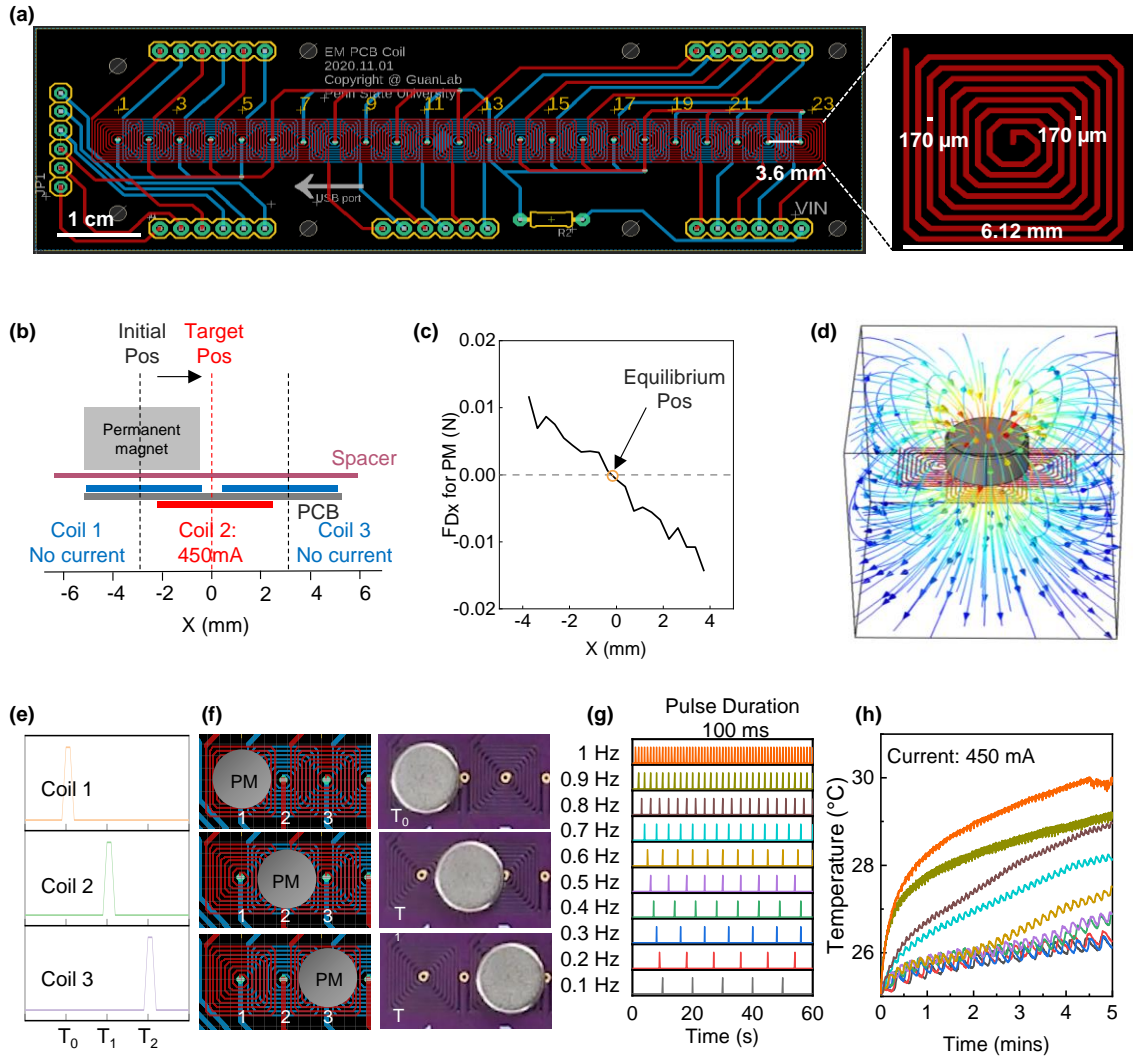 (a)
EM PCB Coil
2020.11.01
Copyright @ GuanLab
Penn State University
1 3 5 7 9 11 13 15 17 19 21 23
JP1
USB port
R2
VIN
3.6 mm
1 cm
170 µm
170 µm
6.12 mm
(b)
Initial
Pos
Target
Pos
Permanent
magnet
Spacer
PCB
Coil 1
No current
Coil 2:
450mA
Coil 3
No current
-6 -4 -2 0 2 4 6
X (mm)
(c)
0.02
0.01
0.00
-0.01
-0.02
FDx for PM (N)
Equilibrium
Pos
-4 -2 0 2 4
X (mm)
(d)
(e)
Coil 1
Coil 2
Coil 3
T0 T1 T2
(f)
PM
1 2 3
T0
PM
1 2 3
T
1
PM
1 2 3
T
(g)
Pulse Duration
100 ms
1 Hz
0.9 Hz
0.8 Hz
0.7 Hz
0.6 Hz
0.5 Hz
0.4 Hz
0.3 Hz
0.2 Hz
0.1 Hz
0 20 40 60
Time (s)
(h)
Current: 450 mA
30
28
26
Temperature (°C)
0 1 2 3 4 5
Time (mins)